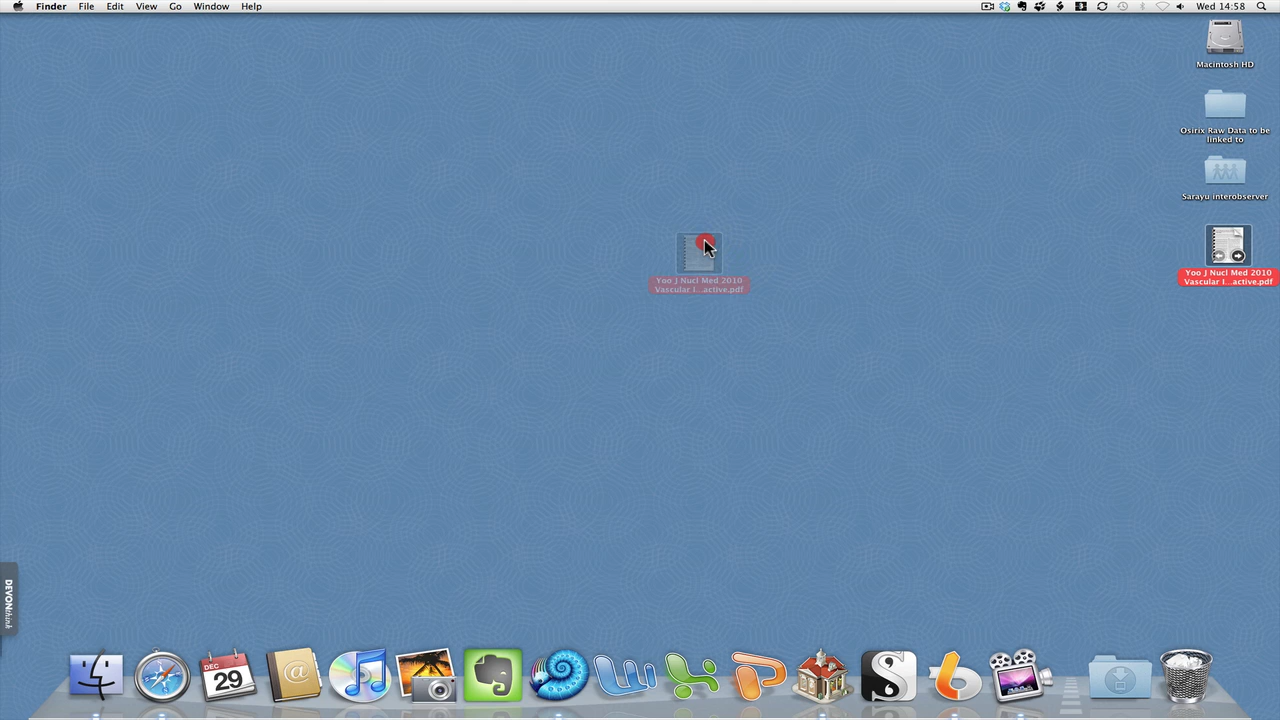 Finder File Edit View Go Window Help
Wed 14:58
Macintosh HD
Osirix Raw Data to be
linked to
Sarayu interobserver
Yoo J Nucl Med 2010
Vascular I...active.pdf
Yoo J Nucl Med 2010
Vascular I...active.pdf
DEVONthink
DEC
29